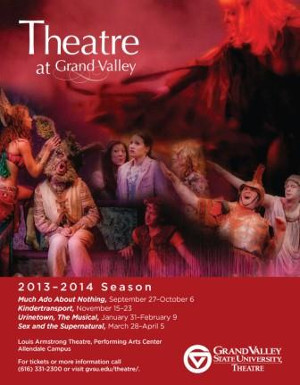 Theatre
at Grand Valley
2013-2014 Season
Much Ado About Nothing, September 27-October 6
Kindertransport, November 15-23
Urinetown, The Musical, January 31-February 9
Sex and the Supernatural, March 28-April 5
Louis Armstrong Theatre, Performing Arts Center
Allendale Campus
For tickets or more information call
(616) 331-2300 or visit gvsu.edu/theatre/.
GRAND VALLEY
STATE UNIVERSITY
THEATRE